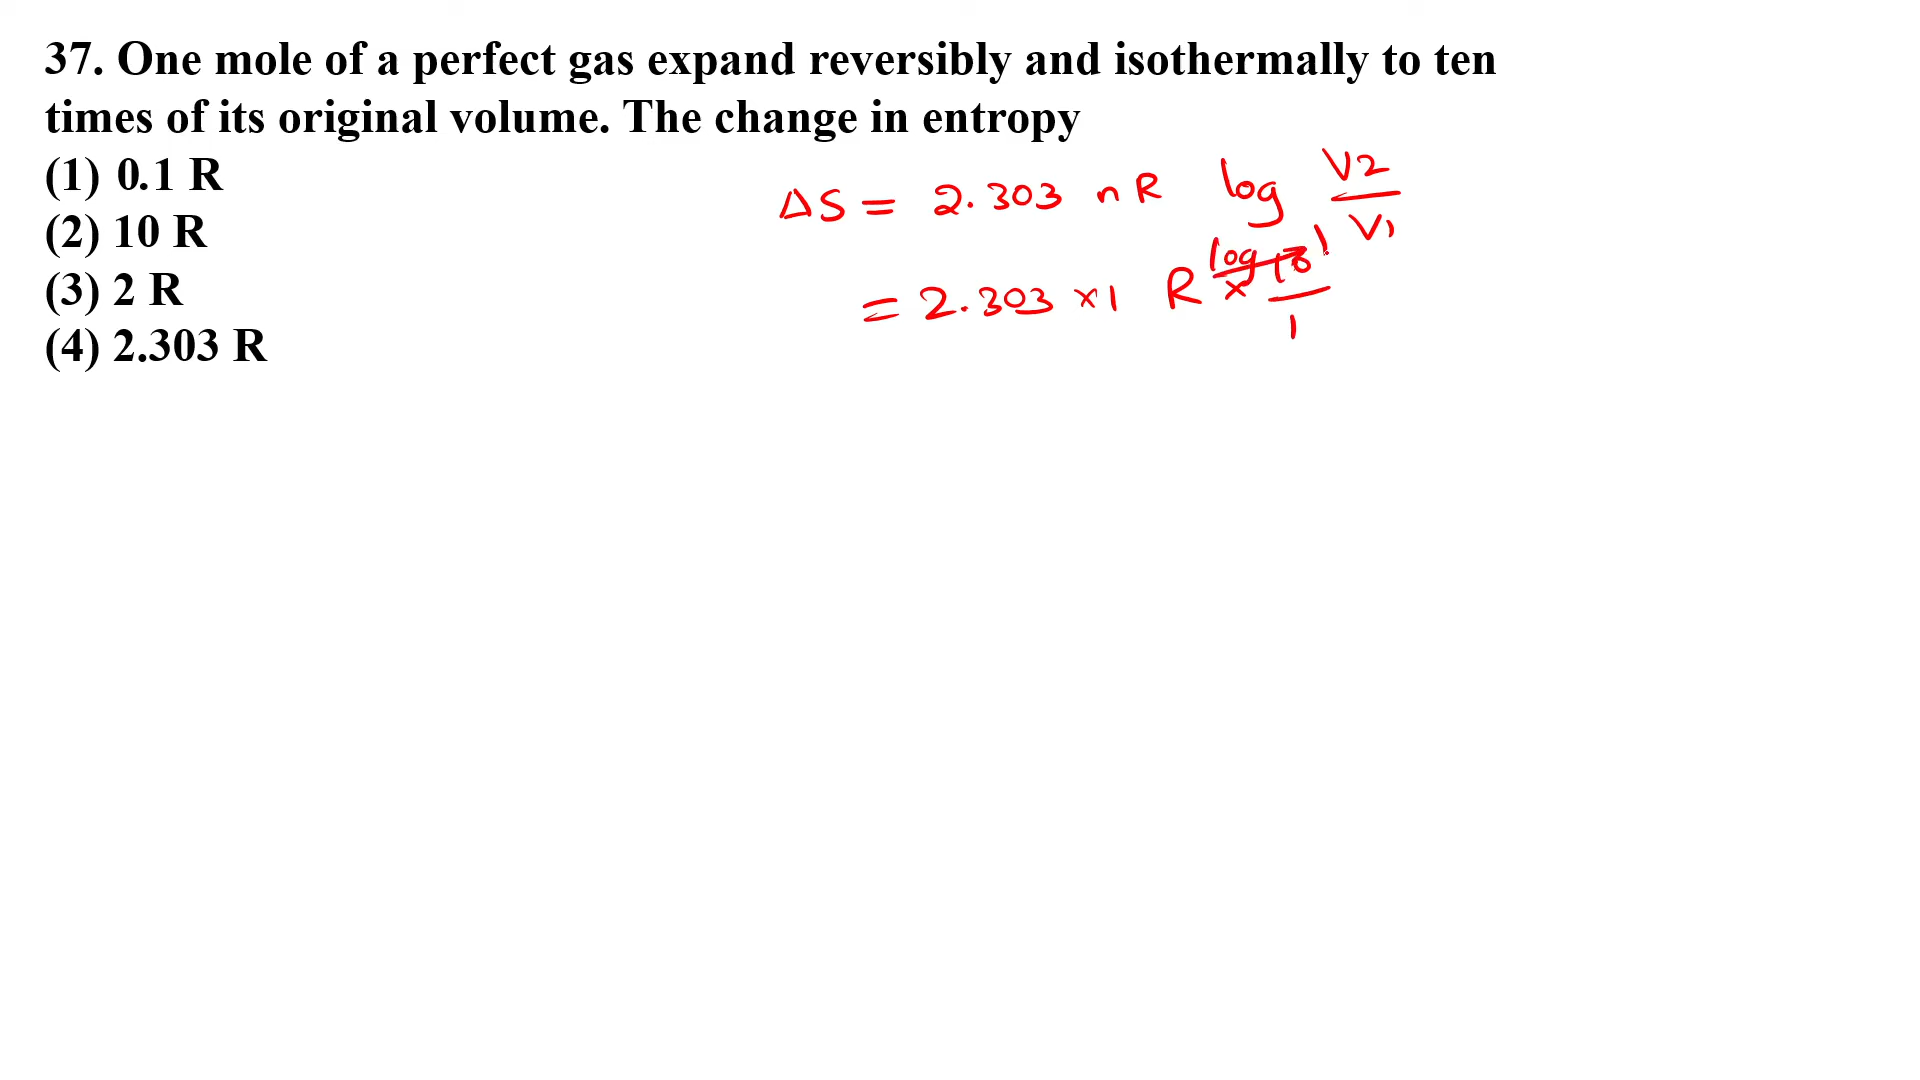 37. One mole of a perfect gas expand reversibly and isothermally to ten
times of its original volume. The change in entropy
(1) 0.1 R
(2) 10 R
(3) 2 R
(4) 2.303 R
ΔS = 2.303 nR log V2/V1
= 2.303 ×1 R × log 10/1 1